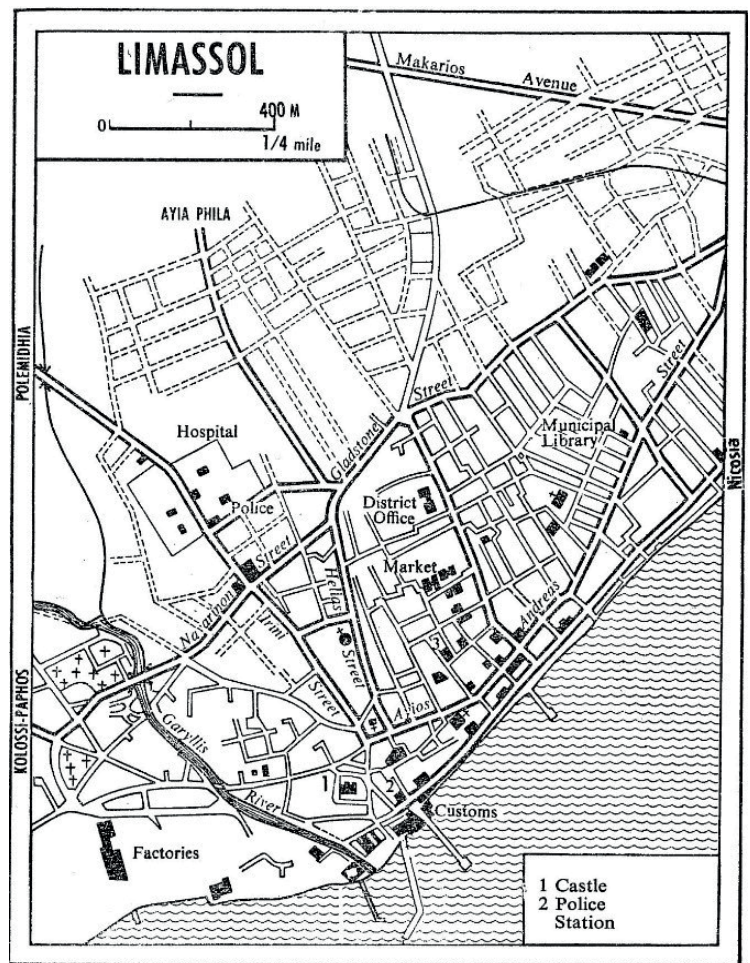 LIMASSOL
400 M
0
1/4 mile
Makarios Avenue
AYIA PHILA
POLEMIDHIA
Hospital
Gladstone Street
Municipal
Library
Street
Nicosia
Police
District
Office
Navarinon Street
Market
Hellas Street
Irini Street
3
Ayios Andreas
KOLOSSI-PAPHOS
Garyllis River
1
2
Customs
Factories
1 Castle
2 Police
Station